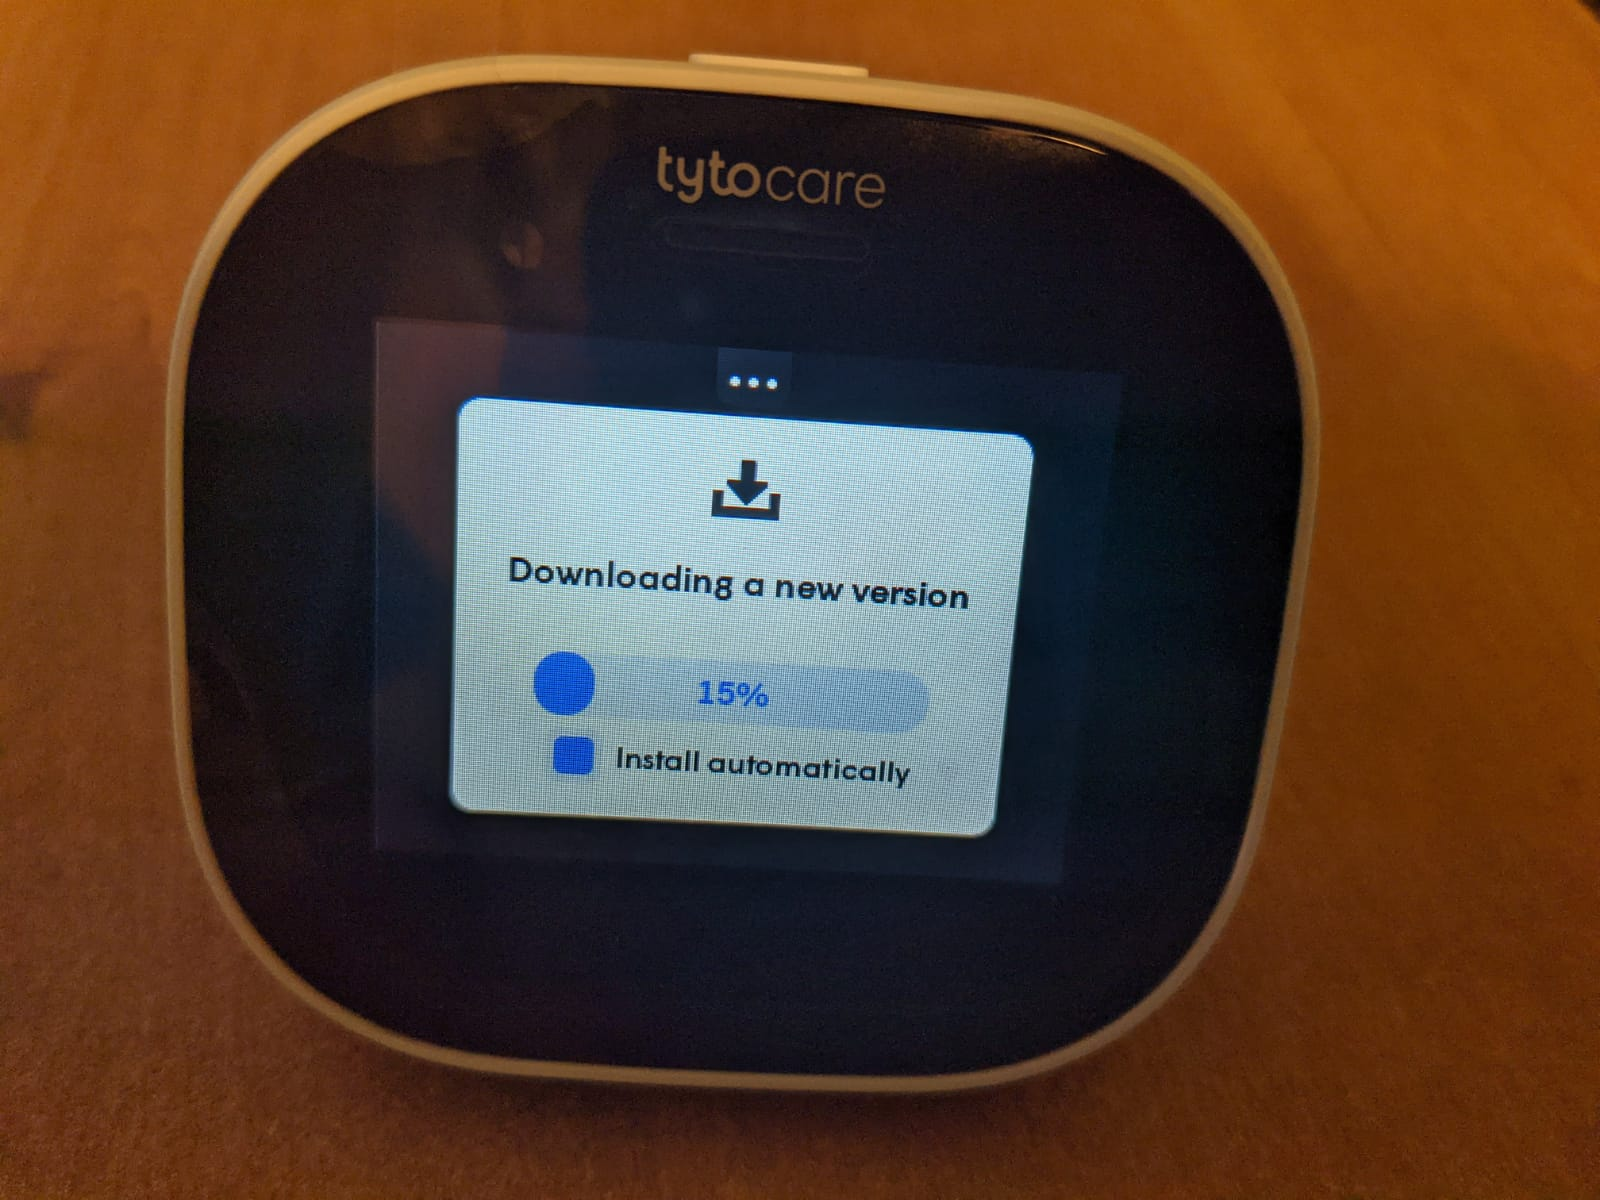 tytocare
Downloading a new version
15%
Install automatically